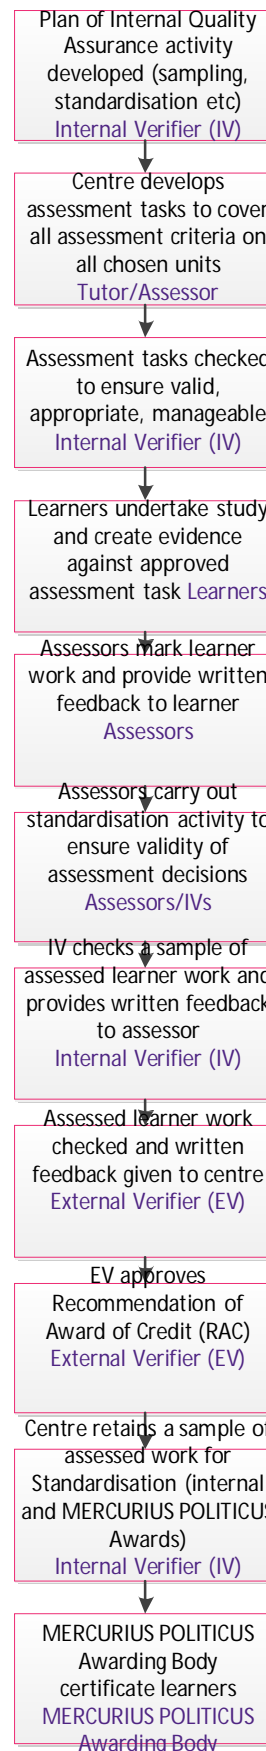 Plan of Internal Quality
Assurance activity
developed (sampling,
standardisation etc)
Internal Verifier (IV)
Centre develops
assessment tasks to cover
all assessment criteria on
all chosen units
Tutor/Assessor
Assessment tasks checked
to ensure valid,
appropriate, manageable
Internal Verifier (IV)
Learners undertake study
and create evidence
against approved
assessment task Learners
Assessors mark learner
work and provide written
feedback to learner
Assessors
Assessors carry out
standardisation activity to
ensure validity of
assessment decisions
Assessors/IVs
IV checks a sample of
assessed learner work and
provides written feedback
to assessor
Internal Verifier (IV)
Assessed learner work
checked and written
feedback given to centre
External Verifier (EV)
EV approves
Recommendation of
Award of Credit (RAC)
External Verifier (EV)
Centre retains a sample of
assessed work for
Standardisation (internal
and MERCURIUS POLITICUS
Awards)
Internal Verifier (IV)
MERCURIUS POLITICUS
Awarding Body
certificate learners
MERCURIUS POLITICUS
Awarding Body